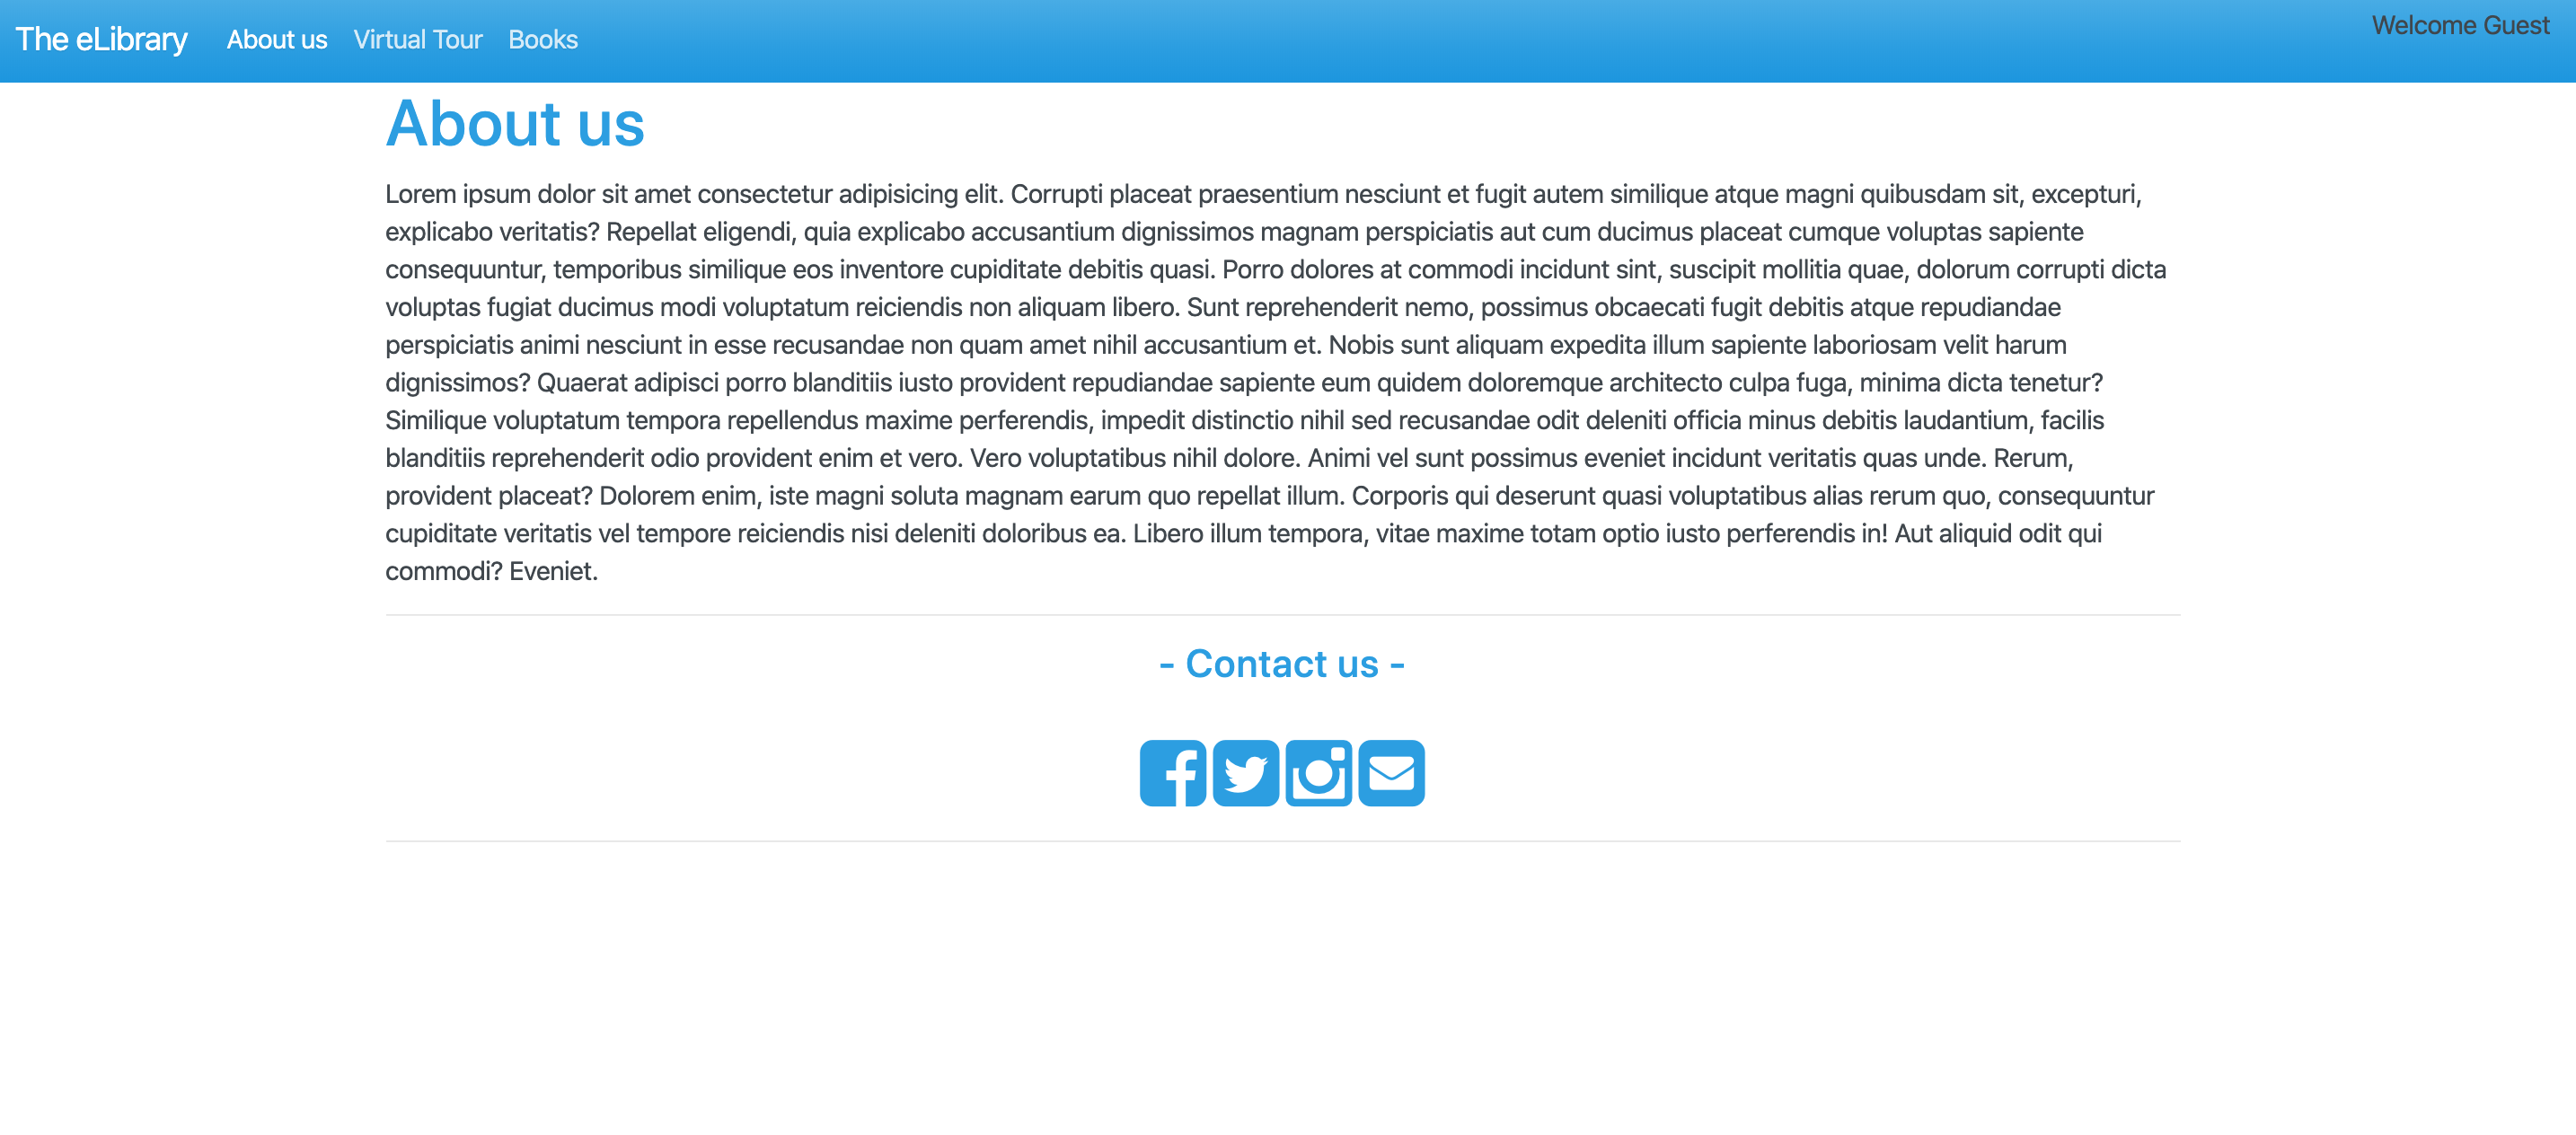 The eLibrary About us Virtual Tour Books Welcome Guest
About us
Lorem ipsum dolor sit amet consectetur adipisicing elit. Corrupti placeat praesentium nesciunt et fugit autem similique atque magni quibusdam sit, excepturi,
explicabo veritatis? Repellat eligendi, quia explicabo accusantium dignissimos magnam perspiciatis aut cum ducimus placeat cumque voluptas sapiente
consequuntur, temporibus similique eos inventore cupiditate debitis quasi. Porro dolores at commodi incidunt sint, suscipit mollitia quae, dolorum corrupti dicta
voluptas fugiat ducimus modi voluptatum reiciendis non aliquam libero. Sunt reprehenderit nemo, possimus obcaecati fugit debitis atque repudiandae
perspiciatis animi nesciunt in esse recusandae non quam amet nihil accusantium et. Nobis sunt aliquam expedita illum sapiente laboriosam velit harum
dignissimos? Quaerat adipisci porro blanditiis iusto provident repudiandae sapiente eum quidem doloremque architecto culpa fuga, minima dicta tenetur?
Similique voluptatum tempora repellendus maxime perferendis, impedit distinctio nihil sed recusandae odit deleniti officia minus debitis laudantium, facilis
blanditiis reprehenderit odio provident enim et vero. Vero voluptatibus nihil dolore. Animi vel sunt possimus eveniet incidunt veritatis quas unde. Rerum,
provident placeat? Dolorem enim, iste magni soluta magnam earum quo repellat illum. Corporis qui deserunt quasi voluptatibus alias rerum quo, consequuntur
cupiditate veritatis vel tempore reiciendis nisi deleniti doloribus ea. Libero illum tempora, vitae maxime totam optio iusto perferendis in! Aut aliquid odit qui
commodi? Eveniet.
- Contact us -